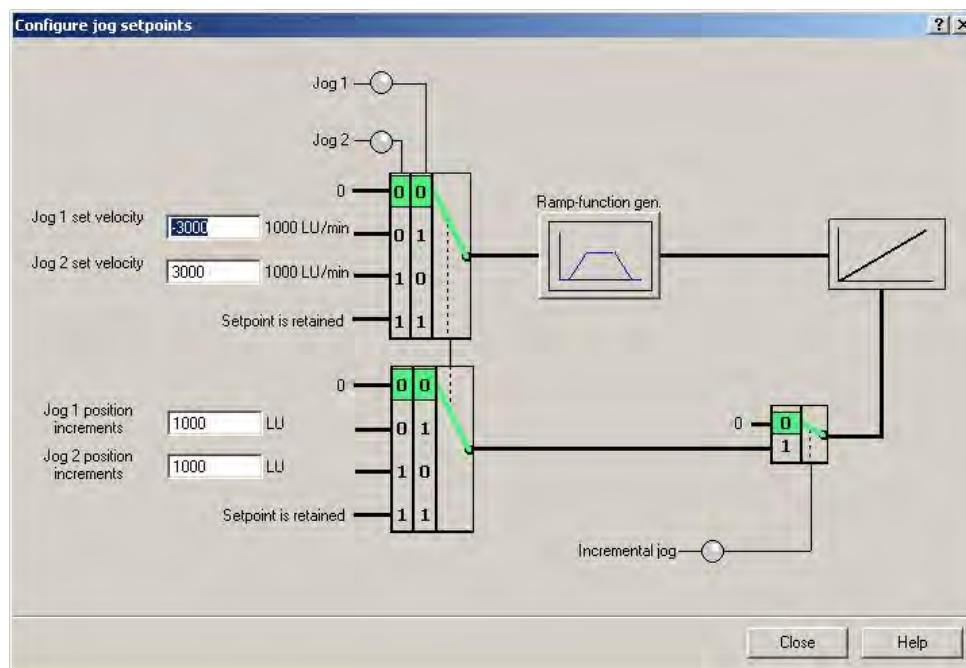 Configure jog setpoints
Jog 1
Jog 2
0
0 0
Ramp-function gen.
Jog 1 set velocity
-3000
1000 LU/min
0 1
Jog 2 set velocity
3000
1000 LU/min
1 0
Setpoint is retained
1 1
0
0 0
Jog 1 position
increments
1000
LU
0 1
0
0
1
Jog 2 position
increments
1000
LU
1 0
Setpoint is retained
1 1
Incremental jog
Close
Help